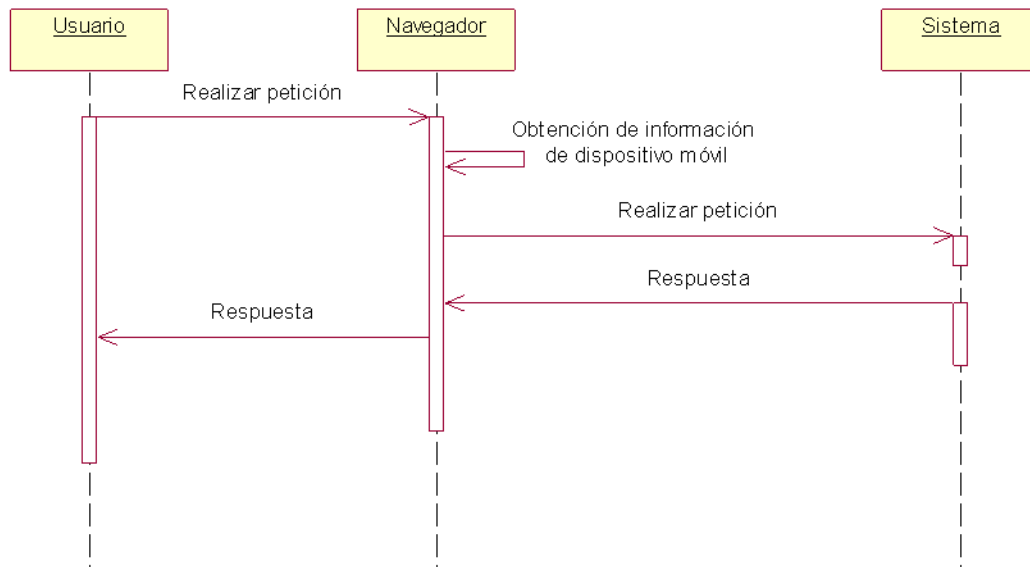 Usuario
Navegador
Sistema
Realizar petición
Obtención de información
de dispositivo móvil
Realizar petición
Respuesta
Respuesta